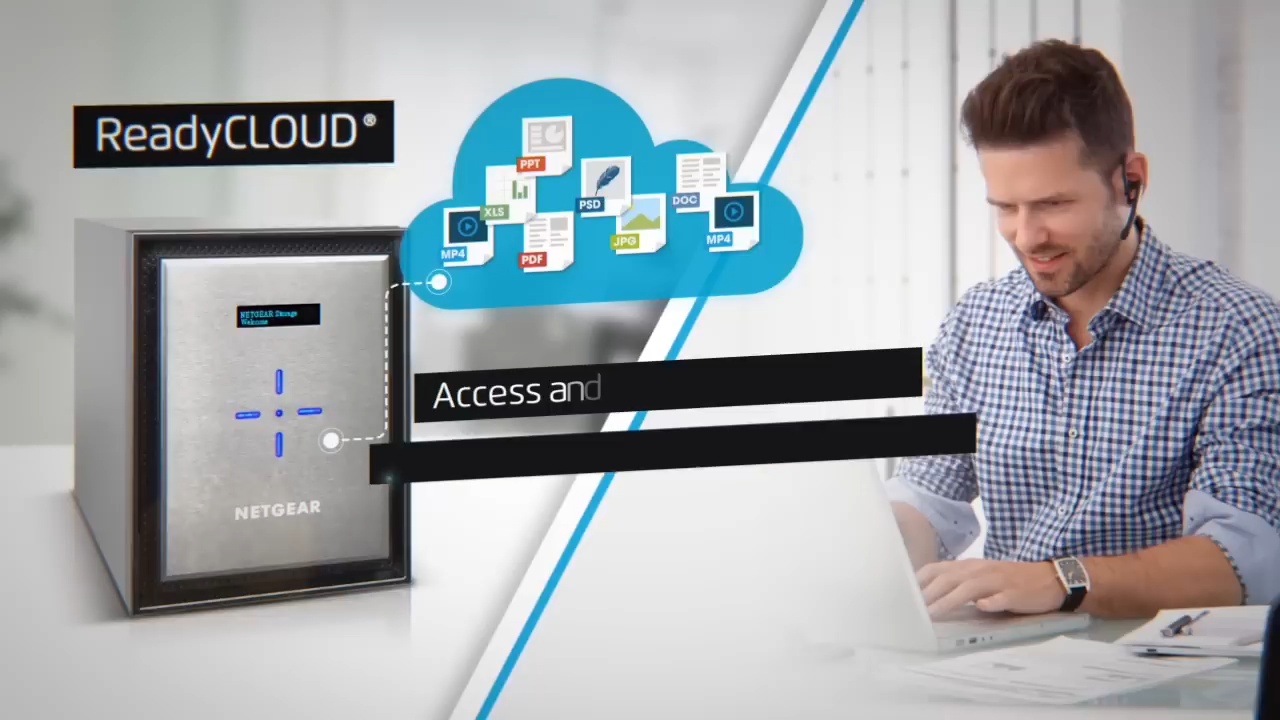 ReadyCLOUD®
PPT
XLS
PSD
DOC
MP4
JPG
MP4
PDF
NETGEAR Storage
Welcome
Access and
NETGEAR